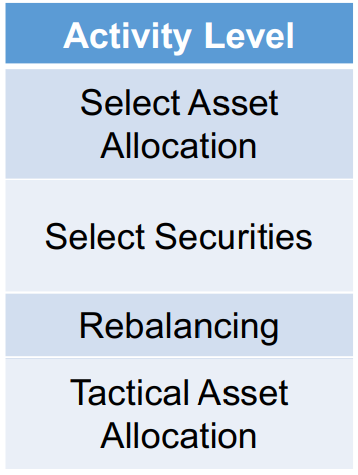 Activity Level
Select Asset
Allocation
Select Securities
Rebalancing
Tactical Asset
Allocation